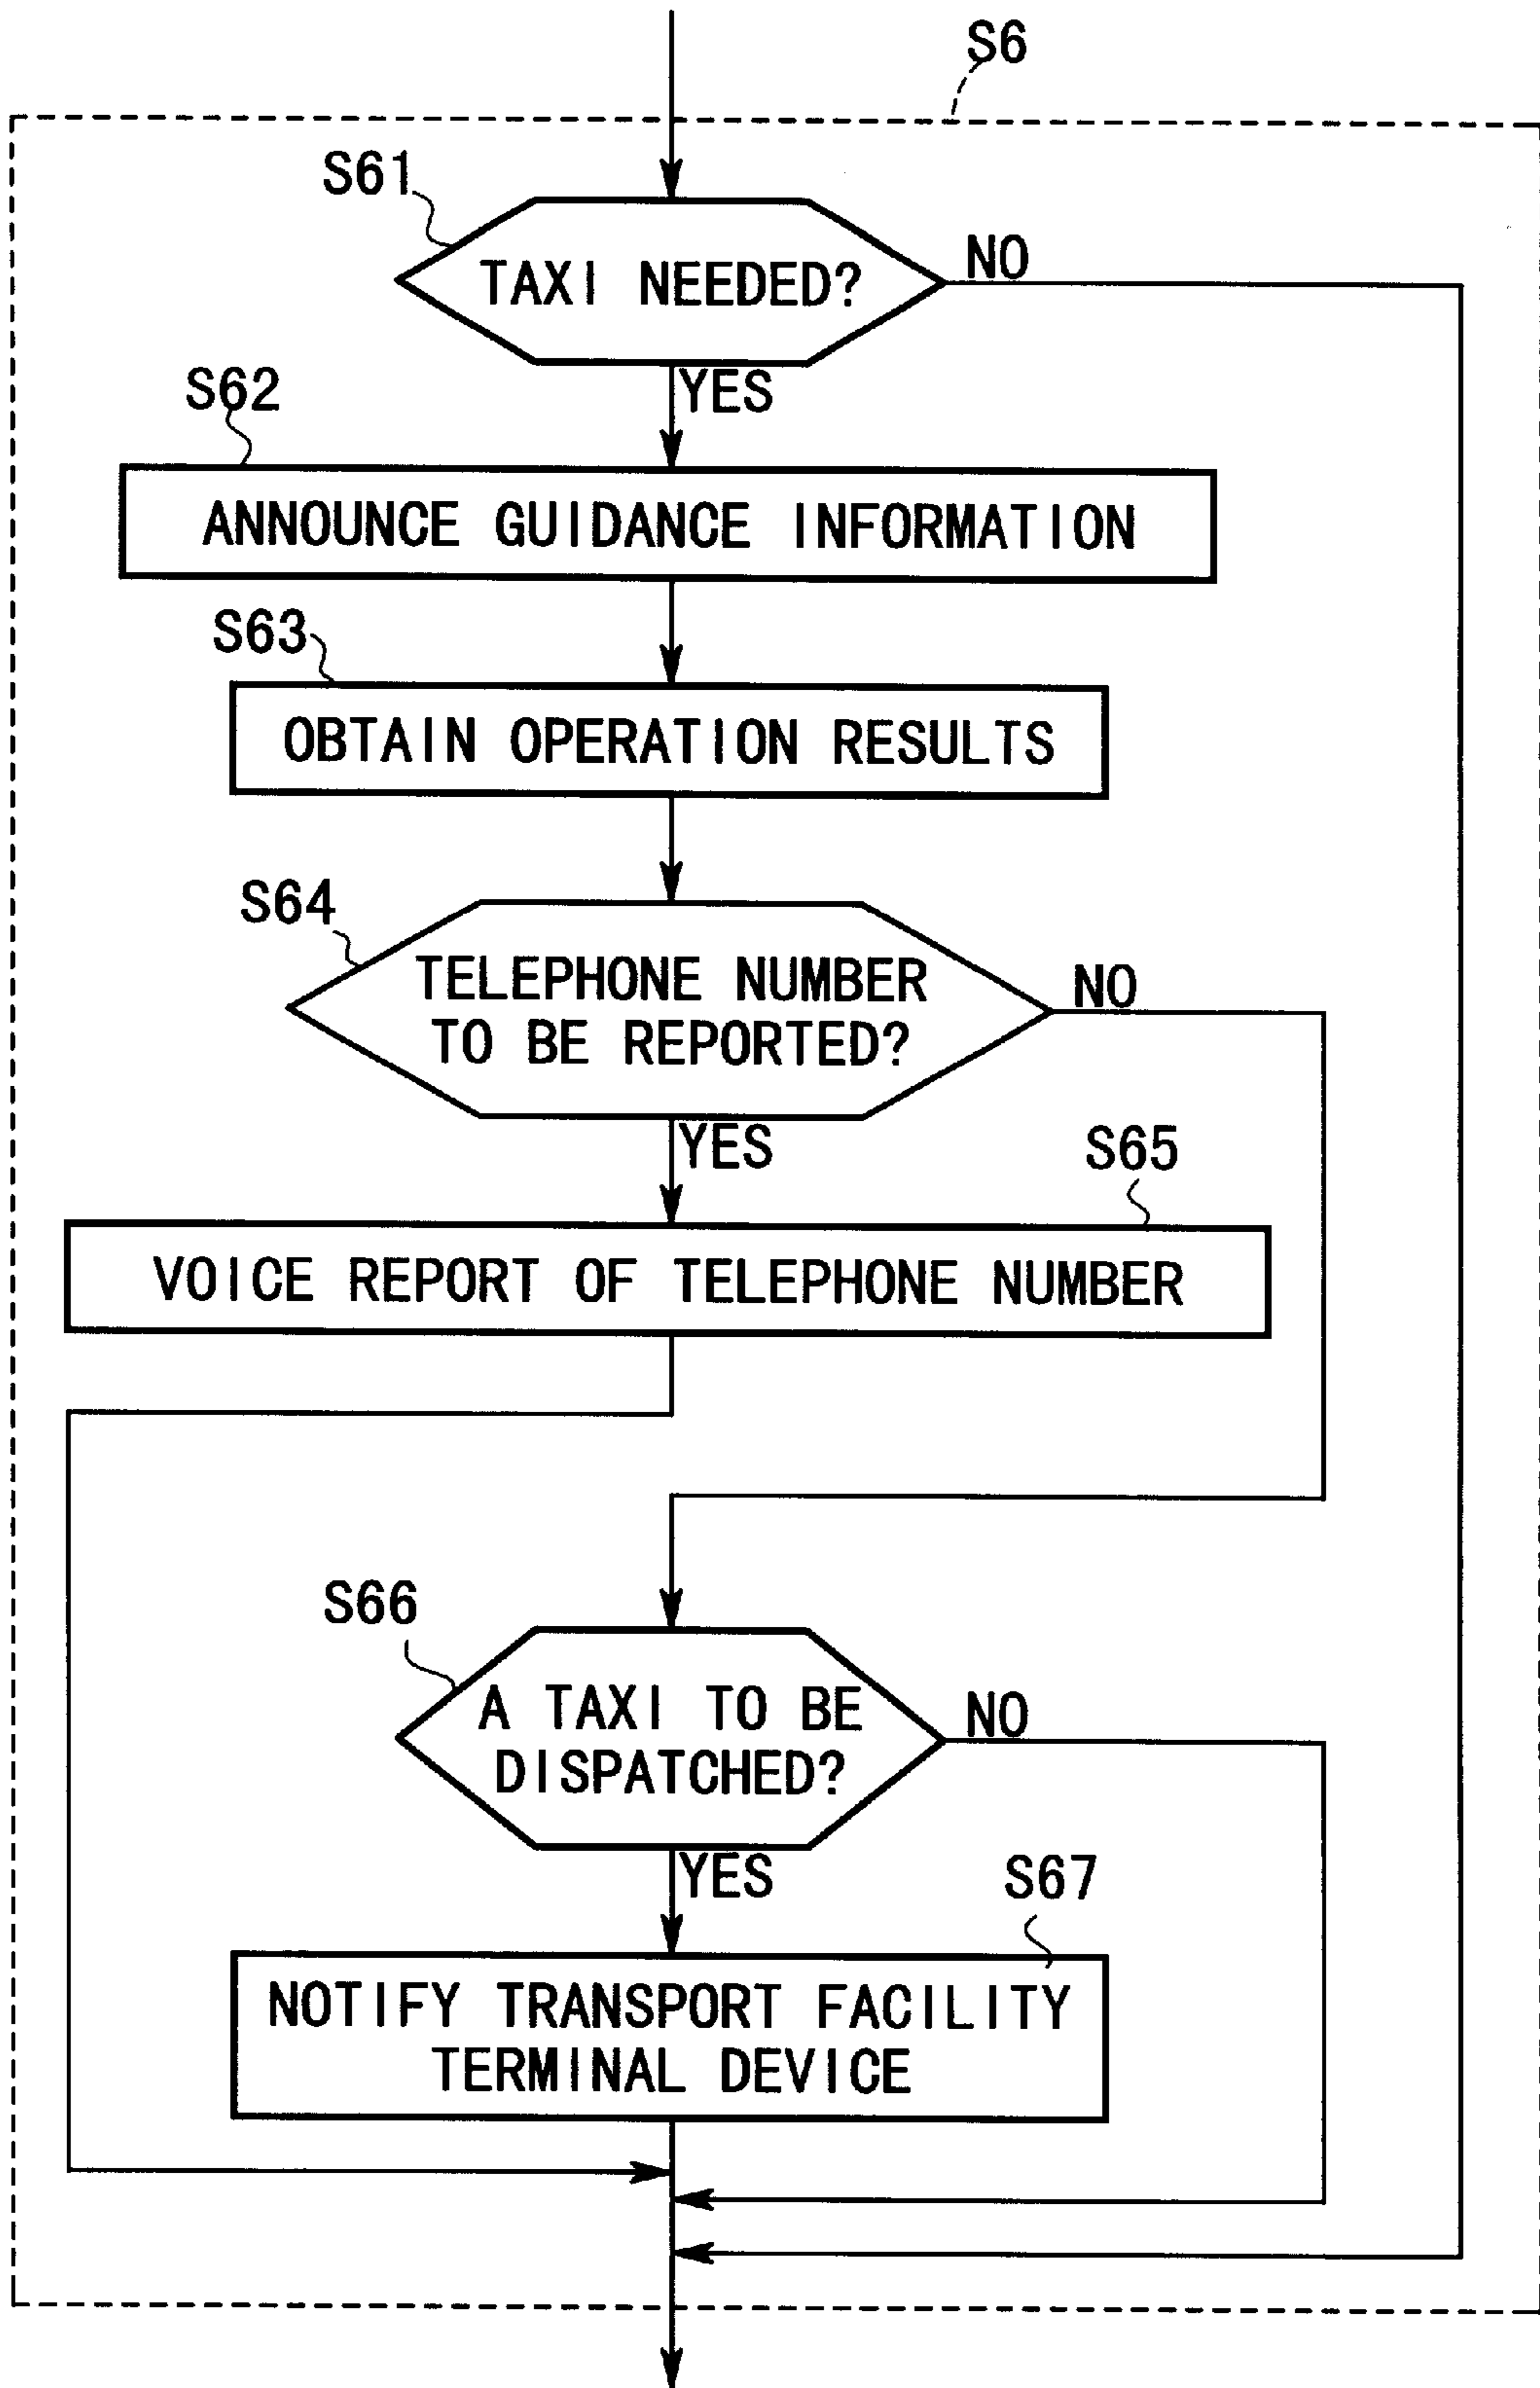 S6
S61
TAXI NEEDED?
NO
YES
S62
ANNOUNCE GUIDANCE INFORMATION
S63
OBTAIN OPERATION RESULTS
S64
TELEPHONE NUMBER
TO BE REPORTED?
NO
YES
S65
VOICE REPORT OF TELEPHONE NUMBER
S66
A TAXI TO BE
DISPATCHED?
NO
YES
S67
NOTIFY TRANSPORT FACILITY
TERMINAL DEVICE